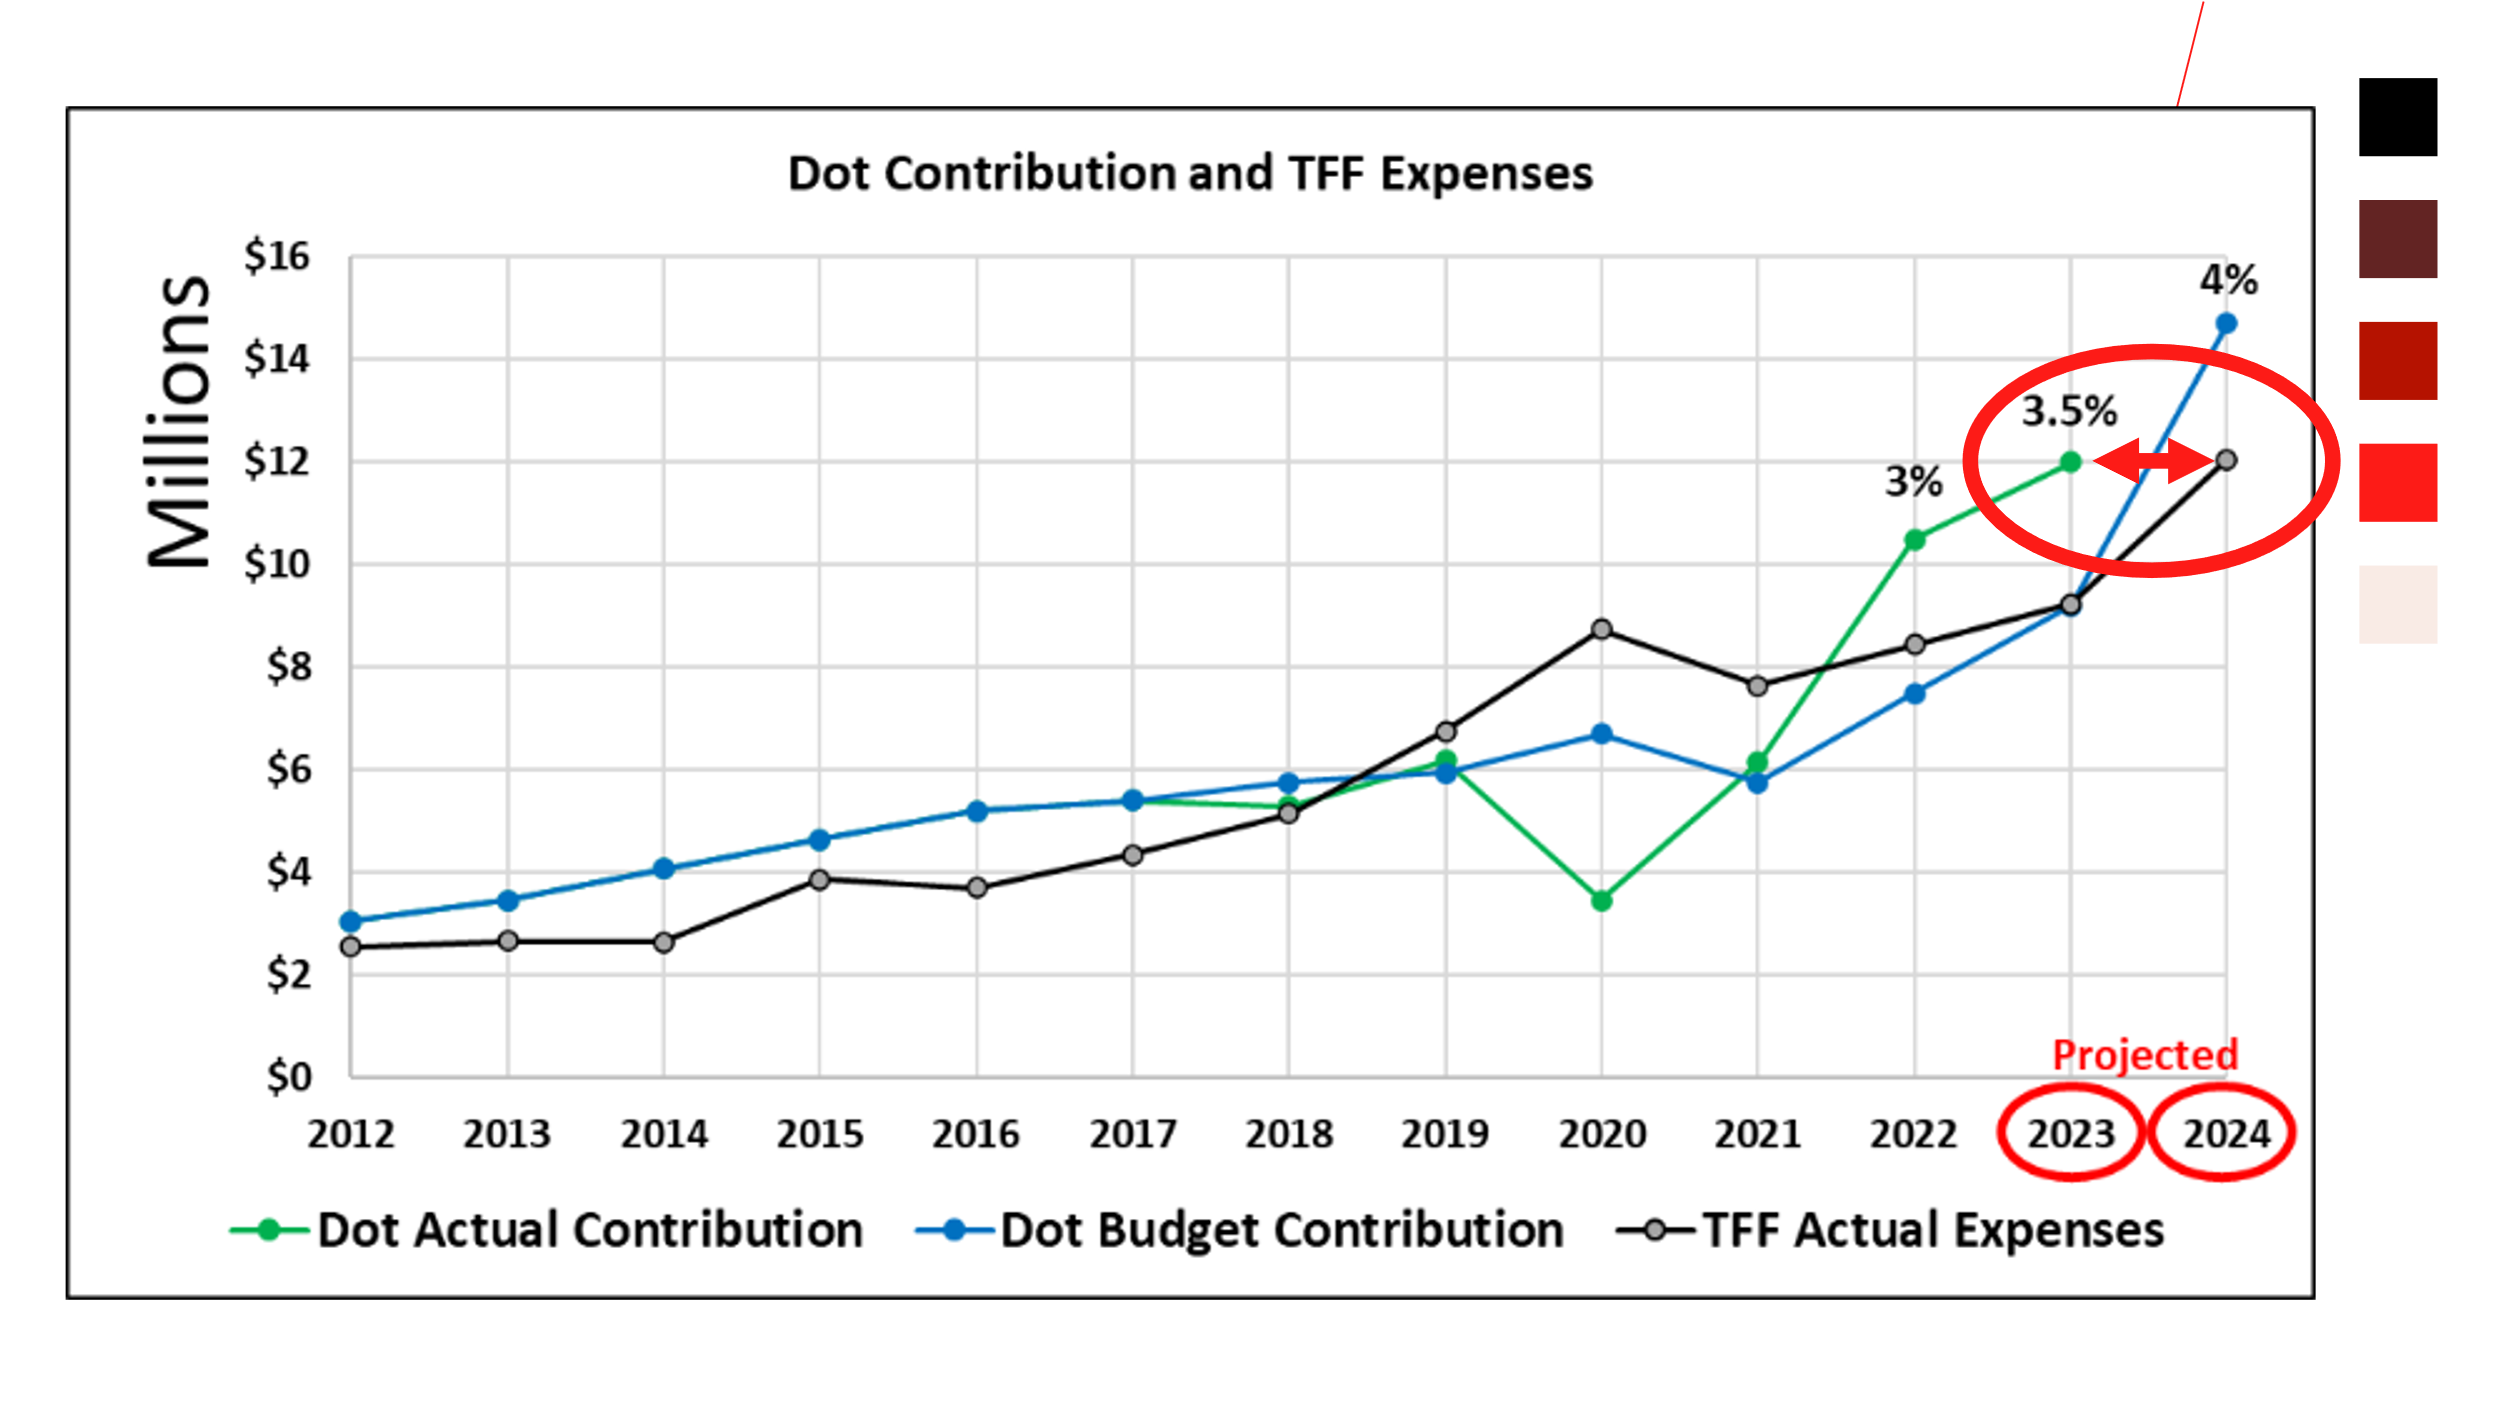 Dot Contribution and TFF Expenses
Millions
$16
$14
$12
$10
$8
$6
$4
$2
$0
4%
3.5%
3%
Projected
2012 2013 2014 2015 2016 2017 2018 2019 2020 2021 2022 2023 2024
Dot Actual Contribution Dot Budget Contribution TFF Actual Expenses